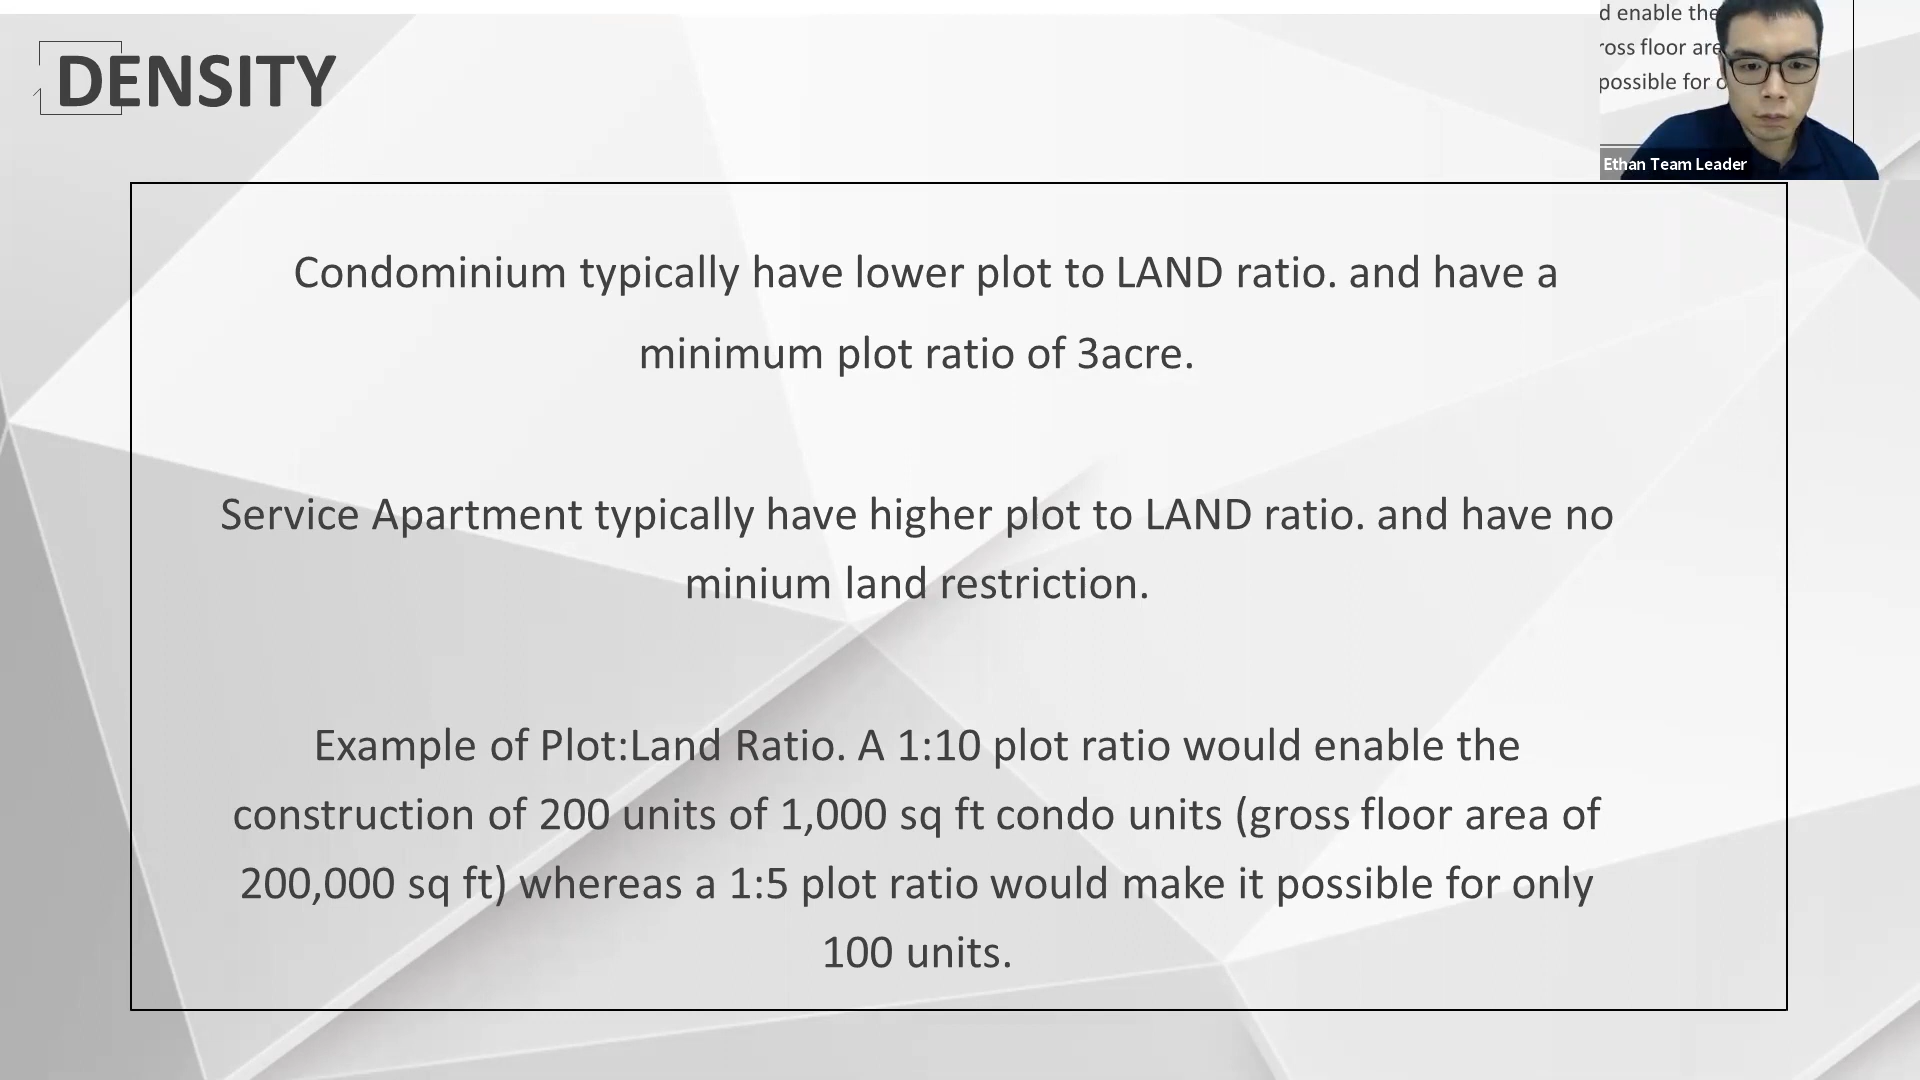 DENSITY
d enable the
ross floor are
possible for o
Ethan Team Leader
Condominium typically have lower plot to LAND ratio. and have a
minimum plot ratio of 3acre.
Service Apartment typically have higher plot to LAND ratio. and have no
minium land restriction.
Example of Plot:Land Ratio. A 1:10 plot ratio would enable the
construction of 200 units of 1,000 sq ft condo units (gross floor area of
200,000 sq ft) whereas a 1:5 plot ratio would make it possible for only
100 units.